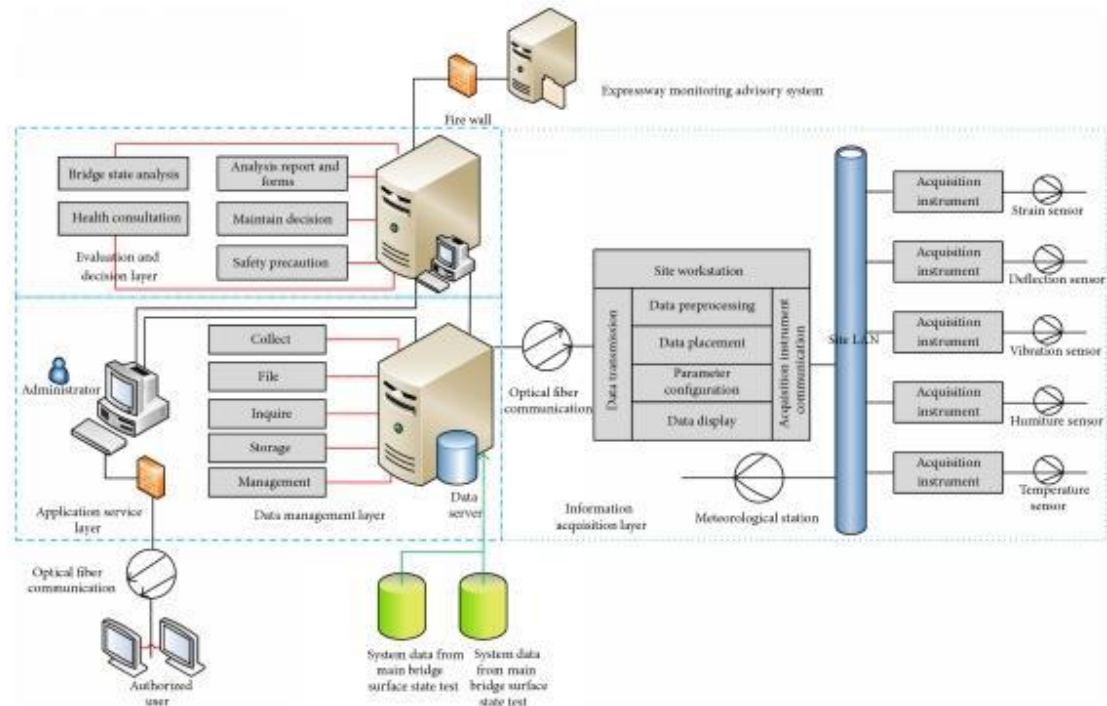 Expressway monitoring advisory system
Fire wall
Bridge state analysis
Analysis report and
forms
Health consultation
Maintain decision
Evaluation and
decision layer
Safety precaution
Administrator
Collect
File
Inquire
Storage
Management
Data
server
Application service
layer
Data management layer
Optical fiber
communication
Site workstation
Data transmission
Data preprocessing
Data placement
Parameter
configuration
Data display
Acquisition instrument
communication
Site LAN
Information
acquisition layer
Meteorological station
Acquisition
instrument
Strain sensor
Acquisition
instrument
Deflection sensor
Acquisition
instrument
Vibration sensor
Acquisition
instrument
Humiture sensor
Acquisition
instrument
Temperature
sensor
Optical fiber
communication
Authorized
user
System data from
main bridge
surface state test
System data
from main
bridge surface
state test